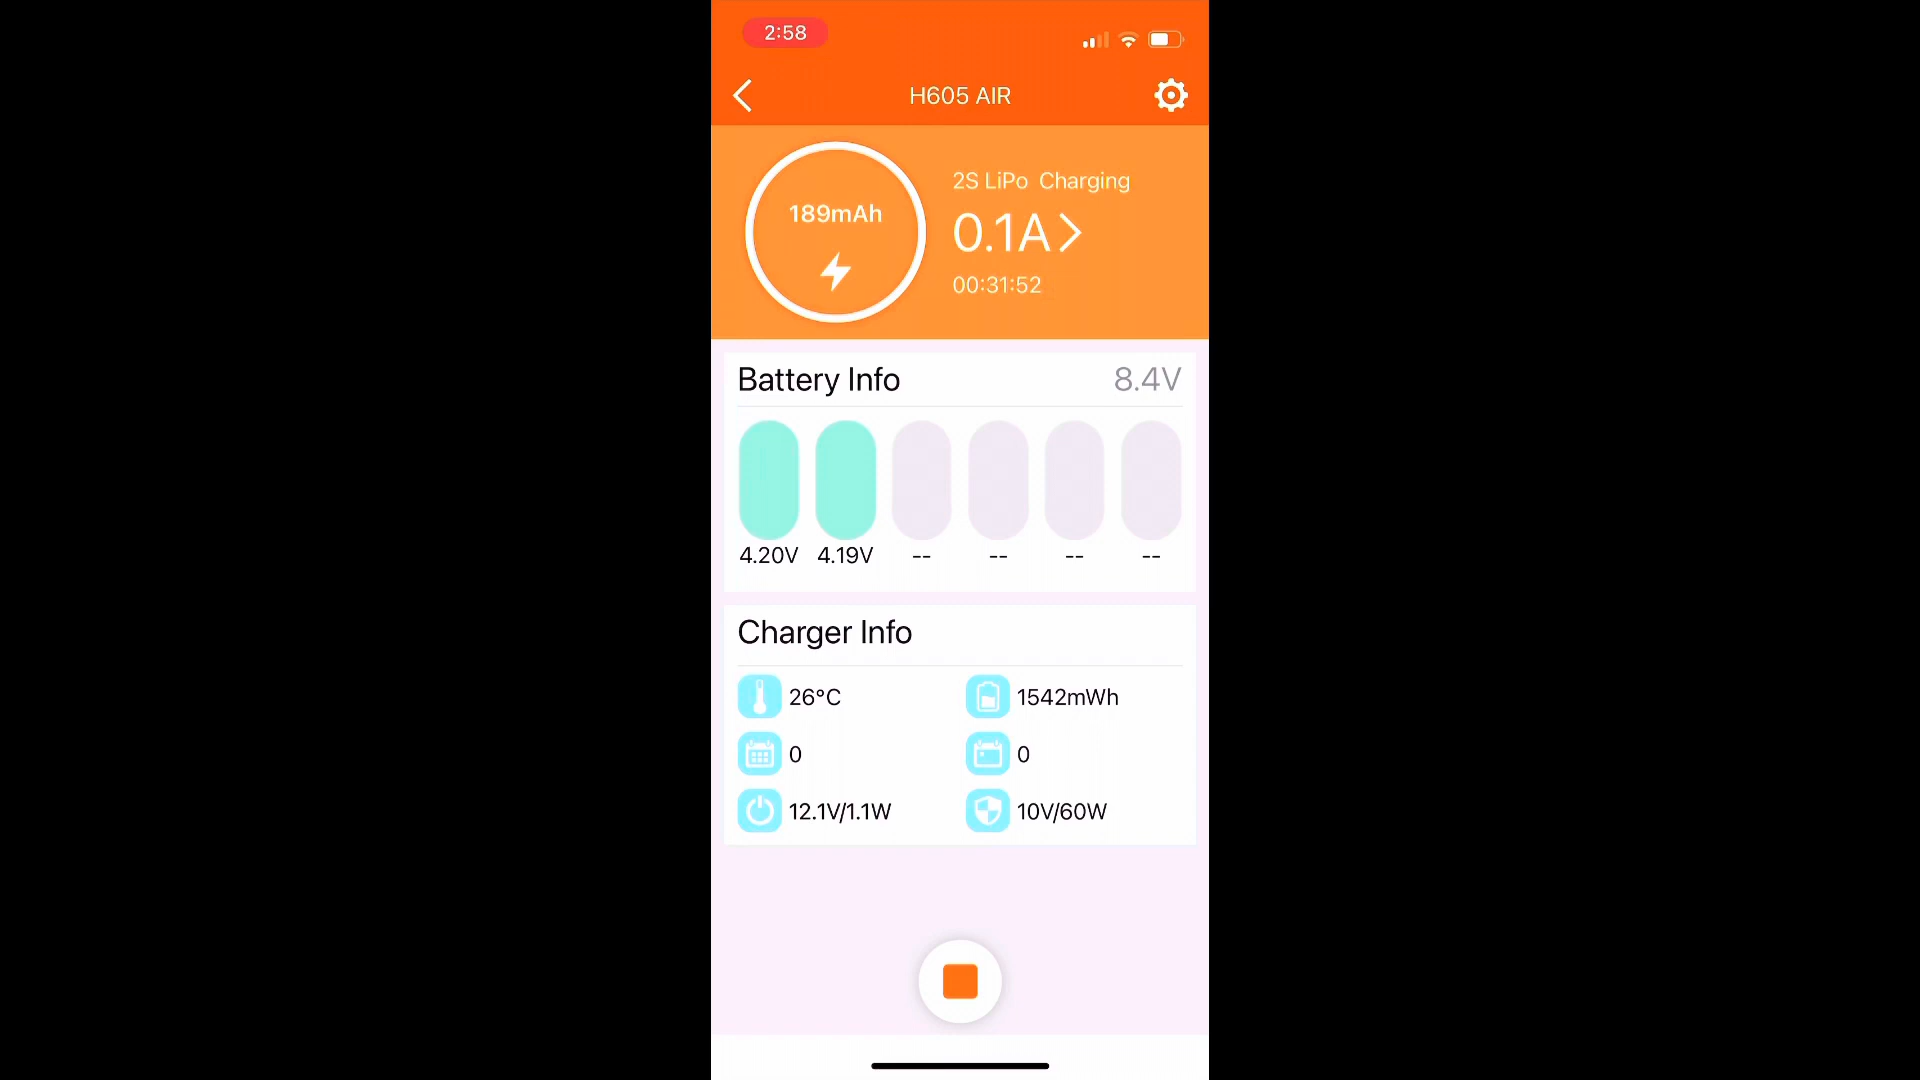 2:58
H605 AIR
189mAh
2S LiPo Charging
0.1A
00:31:52
Battery Info 8.4V
4.20V 4.19V -- -- -- --
Charger Info
26°C 1542mWh
0 0
12.1V/1.1W 10V/60W